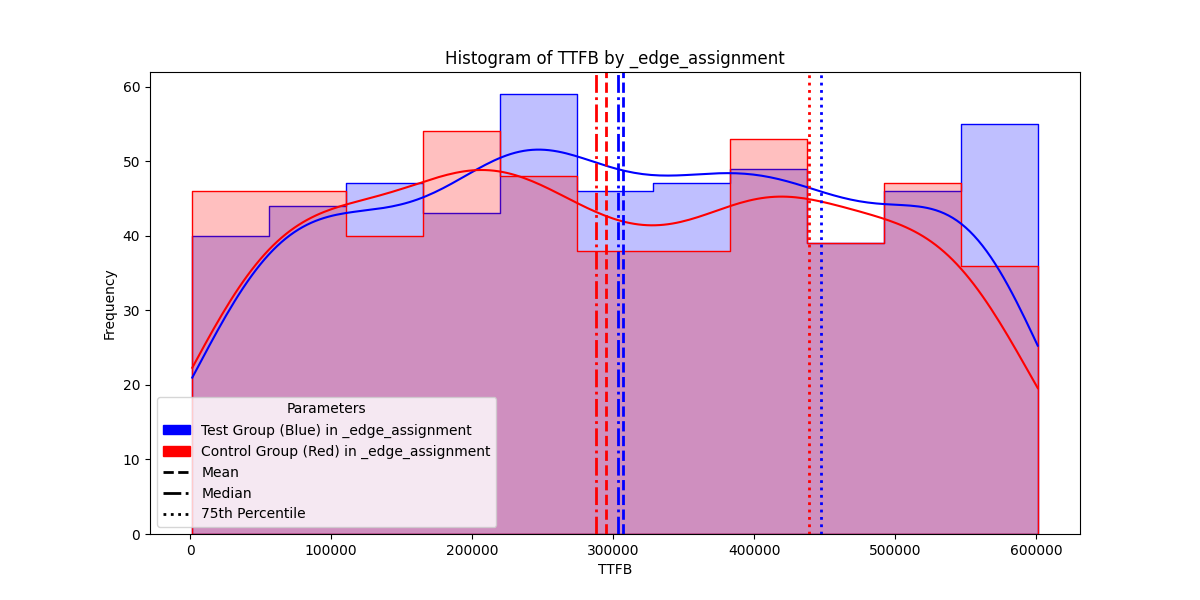 Histogram of TTFB by _edge_assignment
Frequency
60
50
40
30
20
10
0
Parameters
Test Group (Blue) in _edge_assignment
Control Group (Red) in _edge_assignment
Mean
Median
75th Percentile
0 100000 200000 300000 400000 500000 600000
TTFB